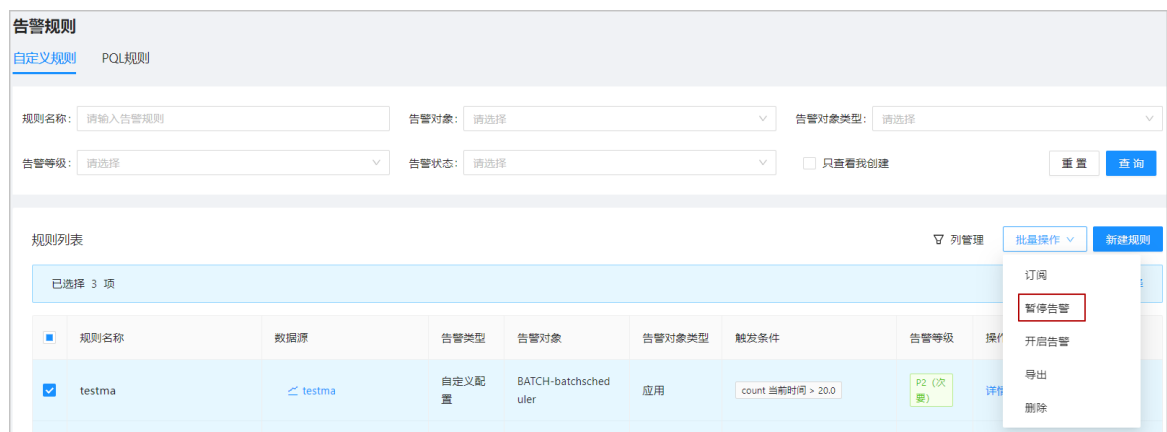 告警规则
自定义规则 PQL规则
规则名称: 请输入告警规则 告警对象: 请选择 告警对象类型: 请选择
告警等级: 请选择 告警状态: 请选择 只查看我创建 重 置 查 询
规则列表 列管理 批量操作 新建规则
已选择 3 项
订阅
暂停告警
开启告警
导出
删除
规则名称 数据源 告警类型 告警对象 告警对象类型 触发条件 告警等级 操作
testma testma 自定义配
置 BATCH-batchsched
uler 应用 count 当前时间 > 20.0 P2 (次
要) 详情